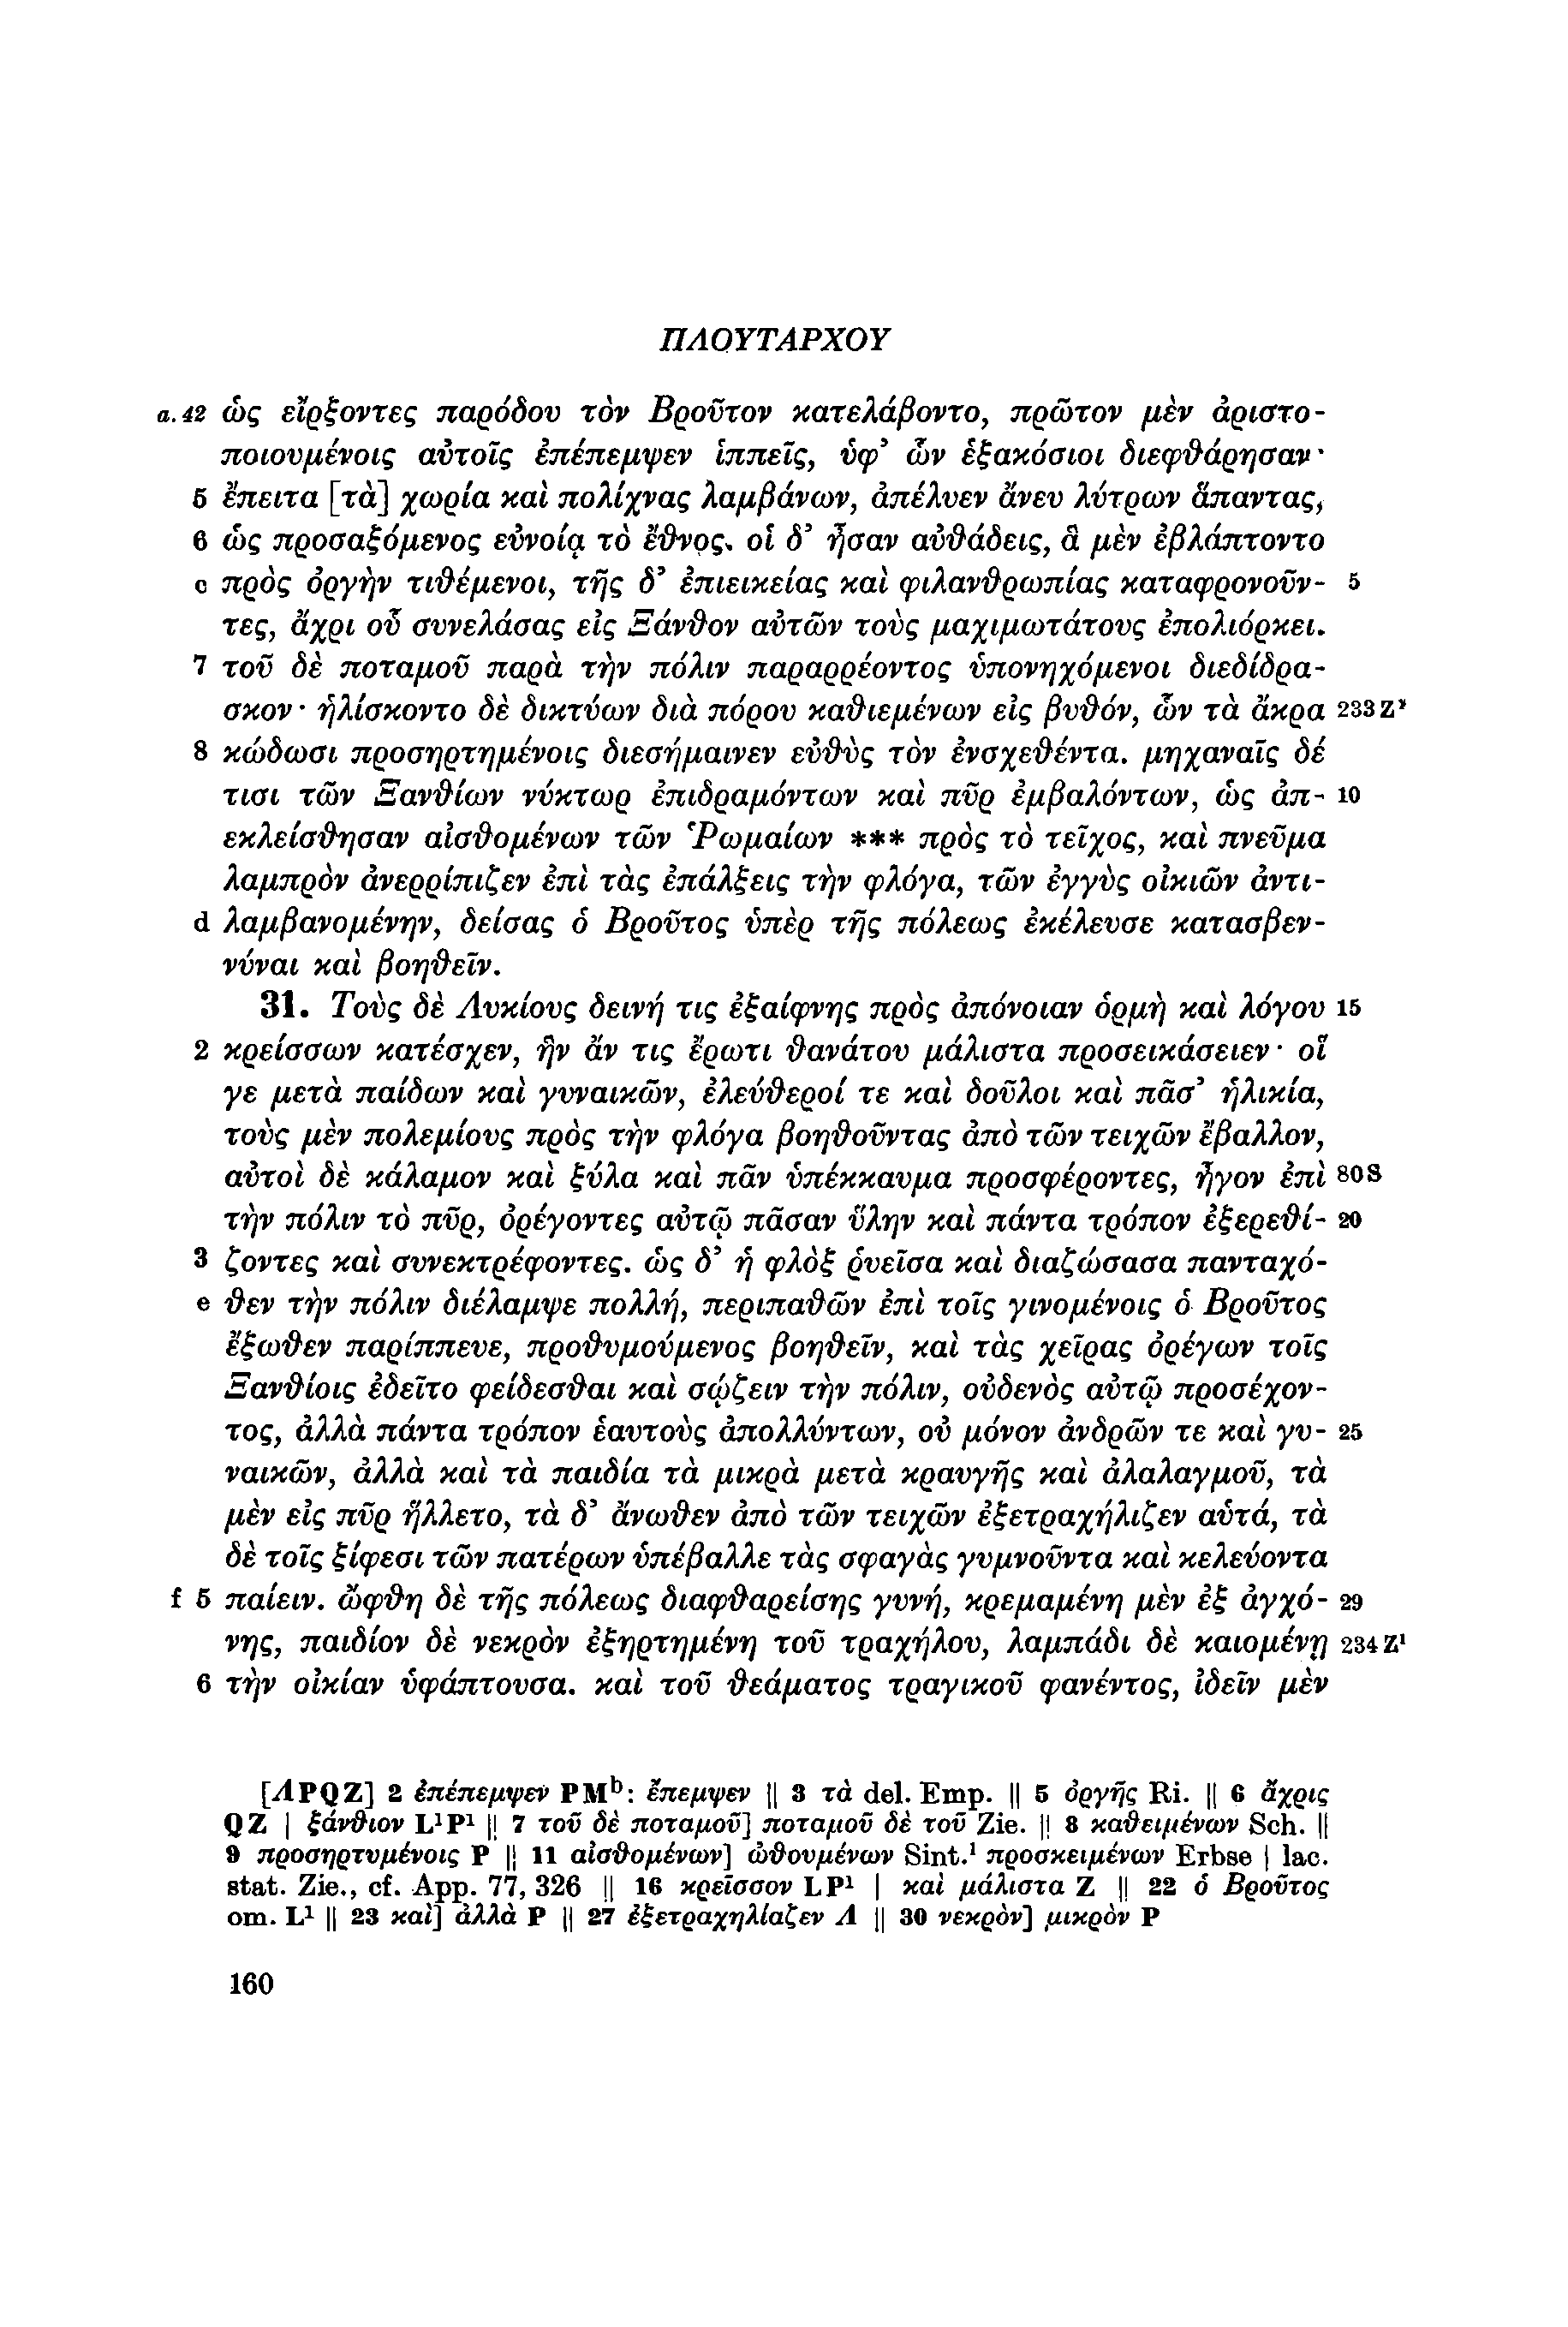 ΠΛΟΥΤΑΡΧΟΥ
a.42 ὡς εἴρξοντες παρόδου τὸν Βροῦτον κατελάβοντο, πρῶτον μὲν ἀριστο-
ποιουμένοις αὐτοῖς ἐπέπεμψεν ἱππεῖς, ὑφ’ ὧν ἑξακόσιοι διεφθάρησαν·
5 ἔπειτα [τὰ] χωρία καὶ πολίχνας λαμβάνων, ἀπέλυεν ἄνευ λύτρων ἅπαντας,
6 ὡς προσαξόμενος εὐνοίᾳ τὸ ἔθνος. οἱ δ’ ἦσαν αὐθάδεις, ἃ μὲν ἐβλάπτοντο
c πρὸς ὀργὴν τιθέμενοι, τῆς δ’ ἐπιεικείας καὶ φιλανθρωπίας καταφρονοῦν- 5
τες, ἄχρι οὗ συνελάσας εἰς Ξάνθον αὐτῶν τοὺς μαχιμωτάτους ἐπολιόρκει.
7 τοῦ δὲ ποταμοῦ παρὰ τὴν πόλιν παραρρέοντος ὑπονηχόμενοι διεδίδρα-
σκον· ἡλίσκοντο δὲ δικτύων διὰ πόρου καθιεμένων εἰς βυθόν, ὧν τὰ ἄκρα 233Z¹
8 κώδωσι προσηρτημένοις διεσήμαινεν εὐθὺς τὸν ἐνσχεθέντα. μηχαναῖς δέ
τισι τῶν Ξανθίων νύκτωρ ἐπιδραμόντων καὶ πῦρ ἐμβαλόντων, ὡς ἀπ- 10
εκλείσθησαν αἰσθομένων τῶν Ῥωμαίων *** πρὸς τὸ τεῖχος, καὶ πνεῦμα
λαμπρὸν ἀνερρίπιζεν ἐπὶ τὰς ἐπάλξεις τὴν φλόγα, τῶν ἐγγὺς οἰκιῶν ἀντι-
d λαμβανομένην, δείσας ὁ Βροῦτος ὑπὲρ τῆς πόλεως ἐκέλευσε κατασβεν-
νύναι καὶ βοηθεῖν.
31. Τοὺς δὲ Λυκίους δεινή τις ἐξαίφνης πρὸς ἀπόνοιαν ὁρμὴ καὶ λόγου 15
2 κρείσσων κατέσχεν, ἣν ἄν τις ἔρωτι θανάτου μάλιστα προσεικάσειεν· οἵ
γε μετὰ παίδων καὶ γυναικῶν, ἐλεύθεροί τε καὶ δοῦλοι καὶ πᾶσ’ ἡλικία,
τοὺς μὲν πολεμίους πρὸς τὴν φλόγα βοηθοῦντας ἀπὸ τῶν τειχῶν ἔβαλλον,
αὐτοὶ δὲ κάλαμον καὶ ξύλα καὶ πᾶν ὑπέκκαυμα προσφέροντες, ἦγον ἐπὶ 80S
τὴν πόλιν τὸ πῦρ, ὀρέγοντες αὐτῷ πᾶσαν ὕλην καὶ πάντα τρόπον ἐξερεθί- 20
3 ζοντες καὶ συνεκτρέφοντες. ὡς δ’ ἡ φλὸξ ῥυεῖσα καὶ διαζώσασα πανταχό-
e θεν τὴν πόλιν διέλαμψε πολλή, περιπαθῶν ἐπὶ τοῖς γινομένοις ὁ Βροῦτος
ἔξωθεν παρίππευε, προθυμούμενος βοηθεῖν, καὶ τὰς χεῖρας ὀρέγων τοῖς
Ξανθίοις ἐδεῖτο φείδεσθαι καὶ σῴζειν τὴν πόλιν, οὐδενὸς αὐτῷ προσέχον-
τος, ἀλλὰ πάντα τρόπον ἑαυτοὺς ἀπολλύντων, οὐ μόνον ἀνδρῶν τε καὶ γυ- 25
ναικῶν, ἀλλὰ καὶ τὰ παιδία τὰ μικρὰ μετὰ κραυγῆς καὶ ἀλαλαγμοῦ, τὰ
μὲν εἰς πῦρ ἥλλετο, τὰ δ’ ἄνωθεν ἀπὸ τῶν τειχῶν ἐξετραχήλιζεν αὑτά, τὰ
δὲ τοῖς ξίφεσι τῶν πατέρων ὑπέβαλλε τὰς σφαγὰς γυμνοῦντα καὶ κελεύοντα
f 5 παίειν. ὤφθη δὲ τῆς πόλεως διαφθαρείσης γυνή, κρεμαμένη μὲν ἐξ ἀγχό- 29
νης, παιδίον δὲ νεκρὸν ἐξηρτημένη τοῦ τραχήλου, λαμπάδι δὲ καιομένῃ 234Z¹
6 τὴν οἰκίαν ὑφάπτουσα. καὶ τοῦ θεάματος τραγικοῦ φανέντος, ἰδεῖν μὲν
[ΛPQZ] 2 ἐπέπεμψεν PMᵇ: ἔπεμψεν || 3 τὰ del. Emp. || 5 ὀργῆς Ri. || 6 ἄχρις
QZ | ξάνθιον L¹P¹ || 7 τοῦ δὲ ποταμοῦ] ποταμοῦ δὲ τοῦ Zie. || 8 καθειμένων Sch. ||
9 προσηρτυμένοις P || 11 αἰσθομένων] ὠθουμένων Sint.¹ προσκειμένων Erbse | lac.
stat. Zie., cf. App. 77, 326 || 16 κρεῖσσον LP¹ | καὶ μάλιστα Z || 22 ὁ Βροῦτος
om. L¹ || 23 καὶ] ἀλλὰ P || 27 ἐξετραχηλίαζεν Λ || 30 νεκρὸν] μικρὸν P
160